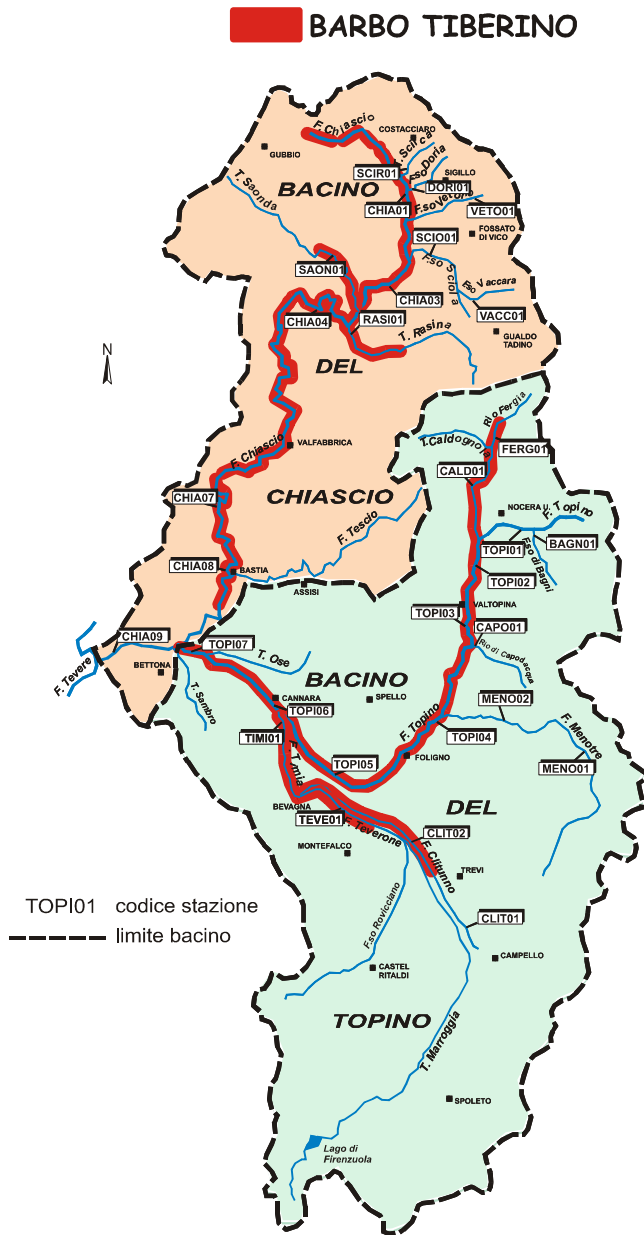 BARBO TIBERINO
F. Chiascio
COSTACCIARO
GUBBIO
T. Scirca
F.so Doria
SCIR01
SIGILLO
T. Saonda
BACINO
DORI01
F.so Vetorno
CHIA01
VETO01
SCIO01
FOSSATO
DI VICO
F.so Sciola
SAON01
F.so Vaccara
CHIA03
CHIA04
RASI01
VACC01
T. Rasina
GUALDO
TADINO
N
DEL
Rio Fergia
T.Caldognola
F. Chiascio
VALFABBRICA
FERG01
CALD01
CHIASCIO
CHIA07
NOCERA U.
F. Topino
F. Tescio
TOPI01
BAGN01
F.so di Bagni
CHIA08
BASTIA
TOPI02
ASSISI
TOPI03
VALTOPINA
CAPO01
CHIA09
TOPI07
Rio di Capodacqua
T. Ose
F. Tevere
BETTONA
BACINO
T. Sambro
CANNARA
SPELLO
MENO02
TOPI06
F. Topino
F. Menotre
TIMI01
TOPI04
F. Timia
TOPI05
FOLIGNO
MENO01
BEVAGNA
DEL
TEVE01
F. Teverone
CLIT02
MONTEFALCO
F. Clitunno
TREVI
TOPI01 codice stazione
CLIT01
limite bacino
F.so Rovicciano
CAMPELLO
CASTEL
RITALDI
TOPINO
T. Marroggia
SPOLETO
Lago di
Firenzuola